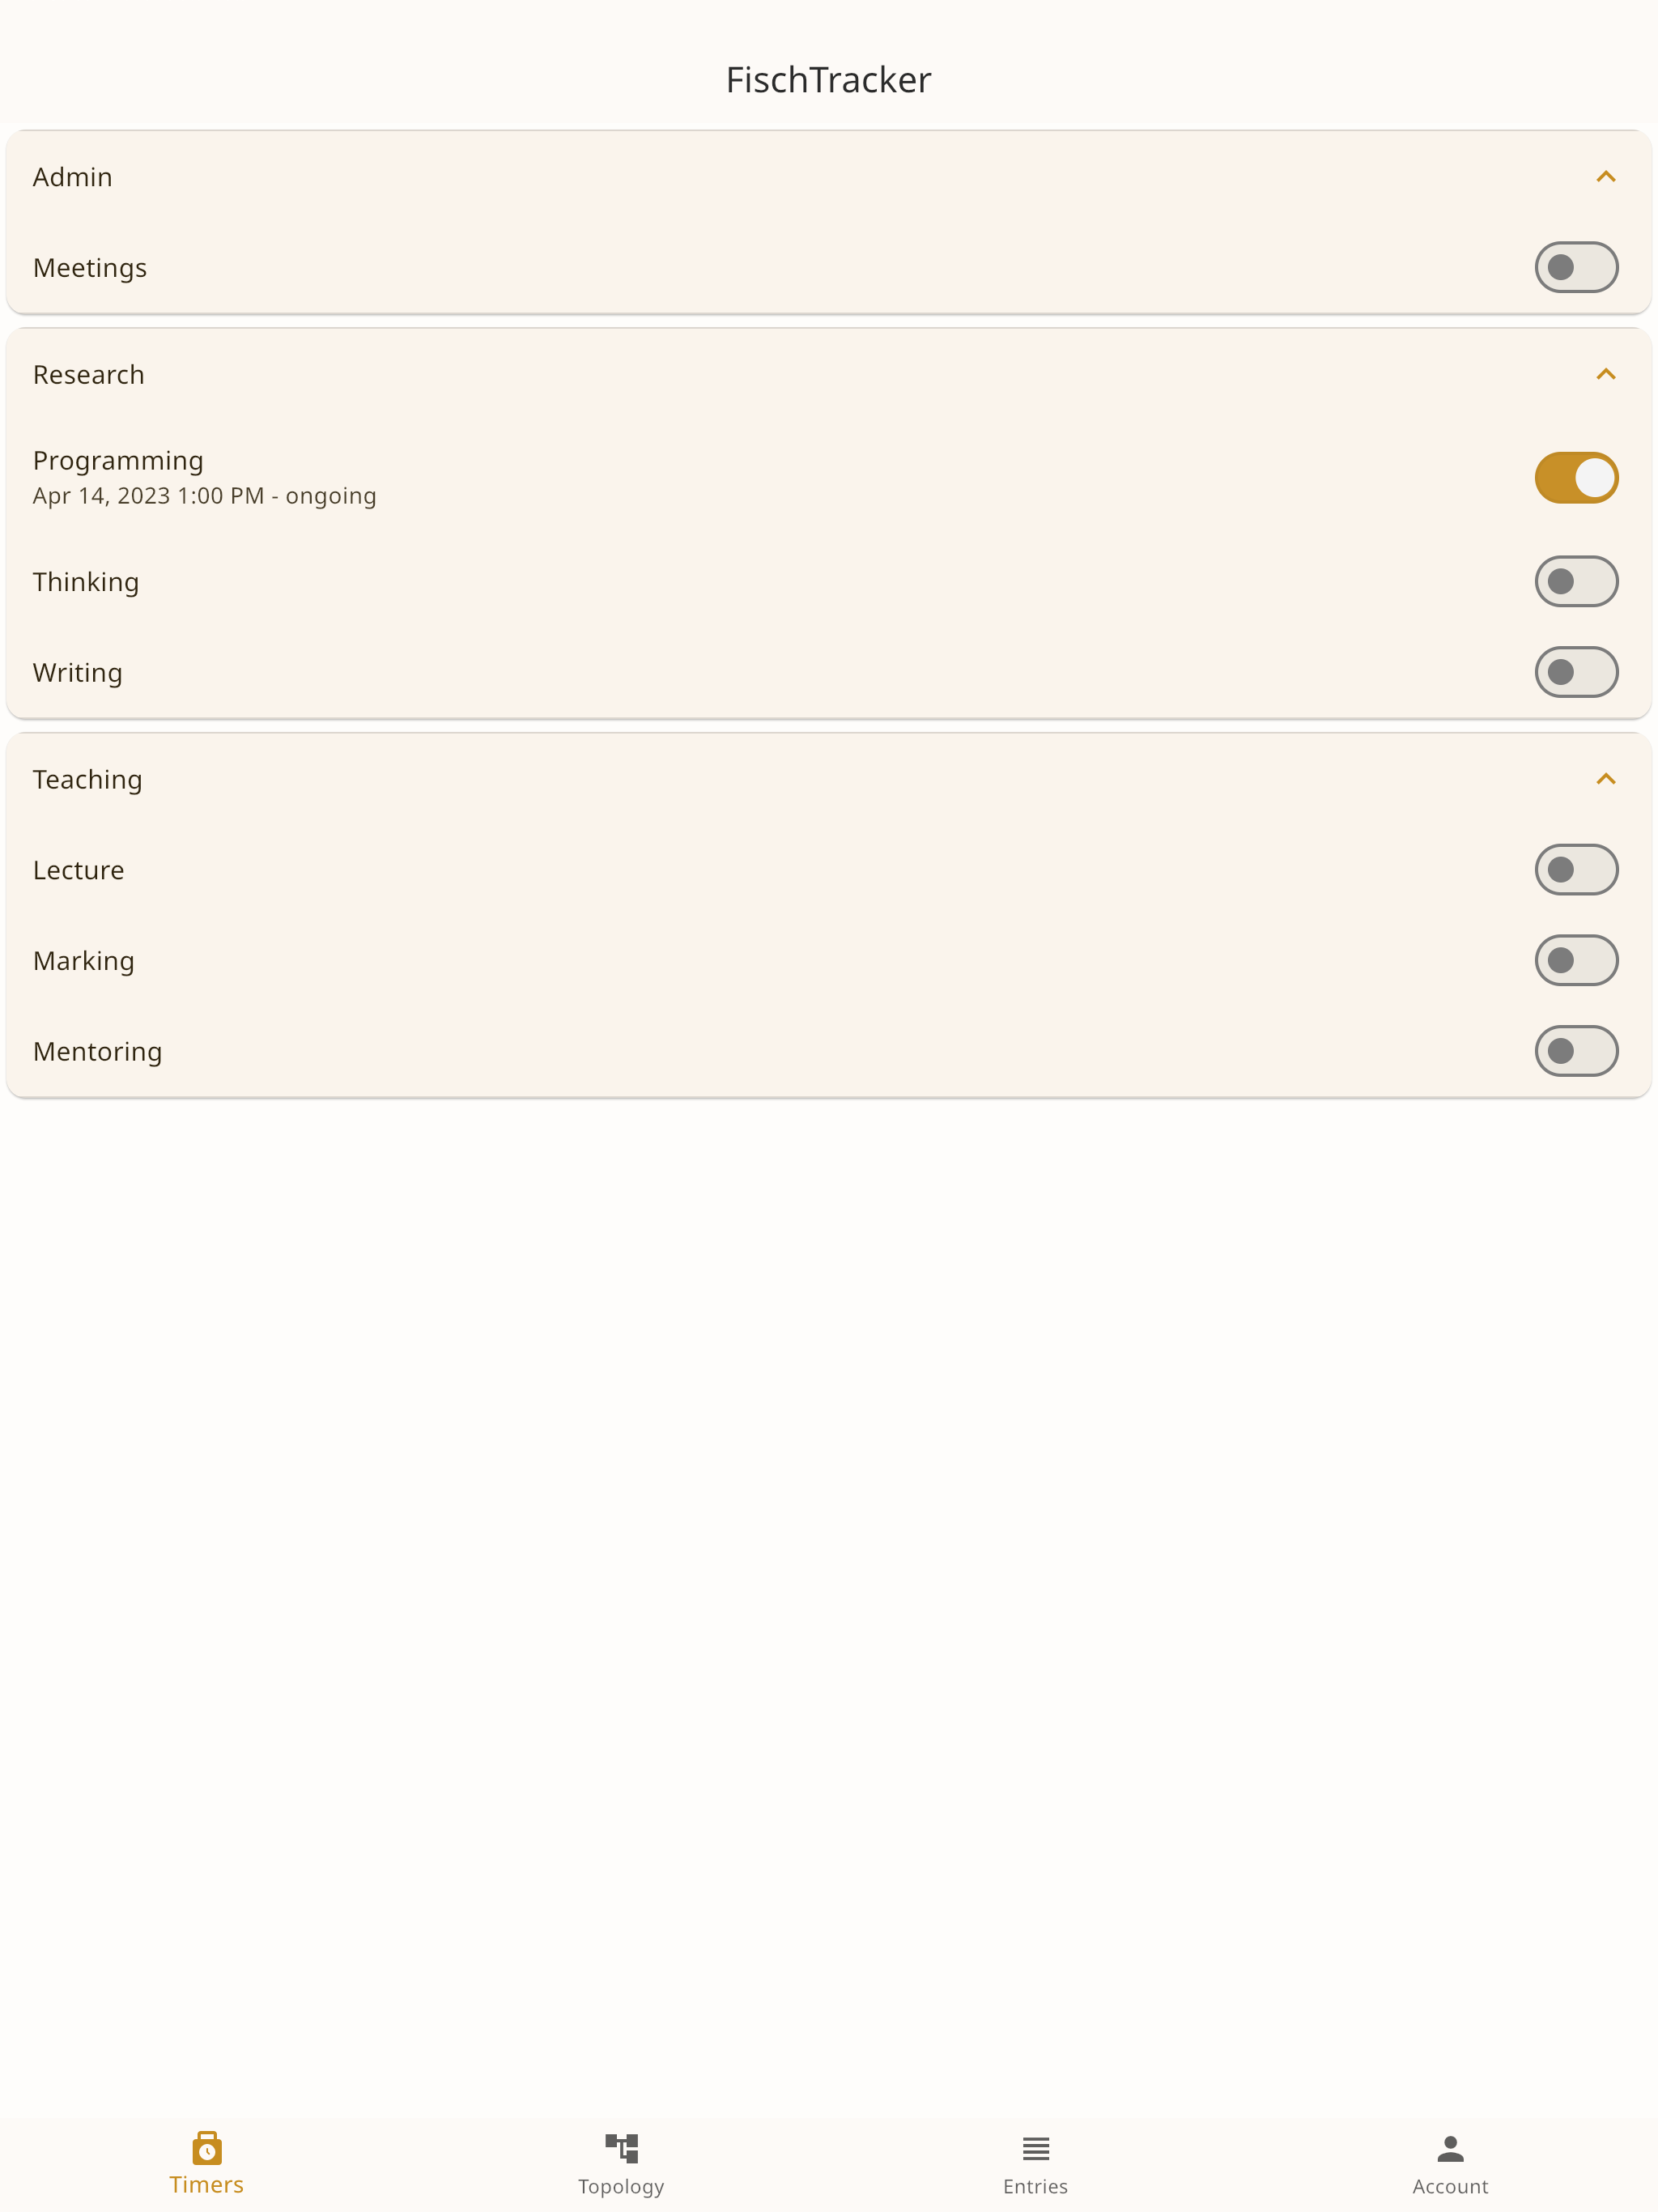 FischTracker
Admin
Meetings
Research
Programming
Apr 14, 2023 1:00 PM - ongoing
Thinking
Writing
Teaching
Lecture
Marking
Mentoring
Timers
Topology
Entries
Account